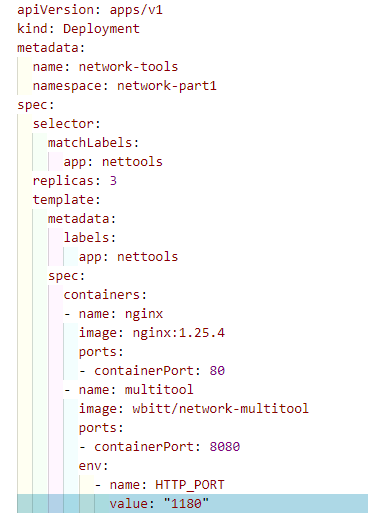 apiVersion: apps/v1
kind: Deployment
metadata:
  name: network-tools
  namespace: network-part1
spec:
  selector:
    matchLabels:
      app: nettools
  replicas: 3
  template:
    metadata:
      labels:
        app: nettools
    spec:
      containers:
      - name: nginx
        image: nginx:1.25.4
        ports:
        - containerPort: 80
      - name: multitool
        image: wbitt/network-multitool
        ports:
        - containerPort: 8080
        env:
          - name: HTTP_PORT
            value: "1180"